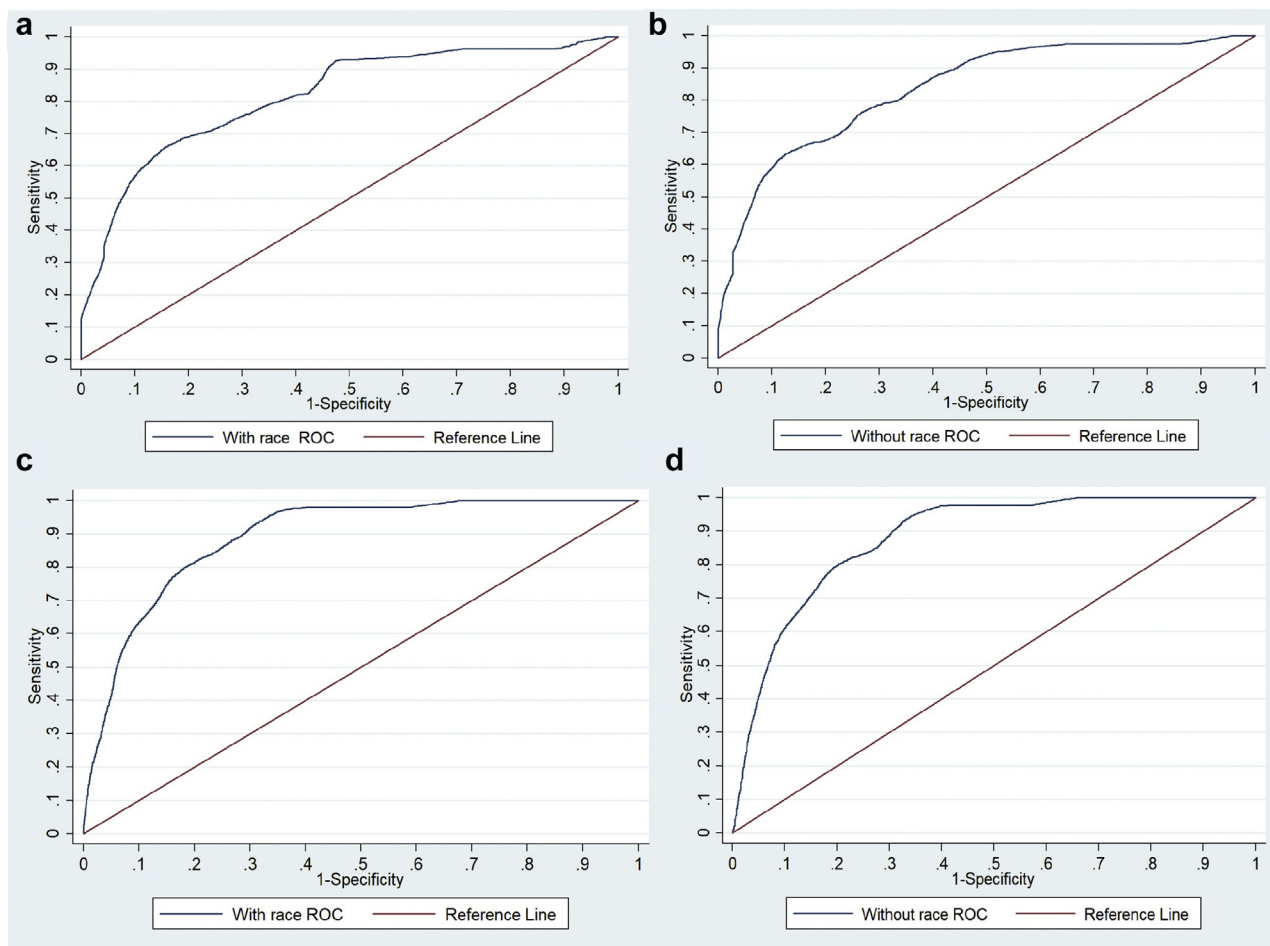 a
1
.9
.8
.7
.6
.5
.4
.3
.2
.1
0
Sensitivity
0 .1 .2 .3 .4 .5 .6 .7 .8 .9 1
1-Specificity
With race ROC Reference Line
b
1
.9
.8
.7
.6
.5
.4
.3
.2
.1
0
Sensitivity
0 .1 .2 .3 .4 .5 .6 .7 .8 .9 1
1-Specificity
Without race ROC Reference Line
c
1
.9
.8
.7
.6
.5
.4
.3
.2
.1
0
Sensitivity
0 .1 .2 .3 .4 .5 .6 .7 .8 .9 1
1-Specificity
With race ROC Reference Line
d
1
.9
.8
.7
.6
.5
.4
.3
.2
.1
0
Sensitivity
0 .1 .2 .3 .4 .5 .6 .7 .8 .9 1
1-Specificity
Without race ROC Reference Line